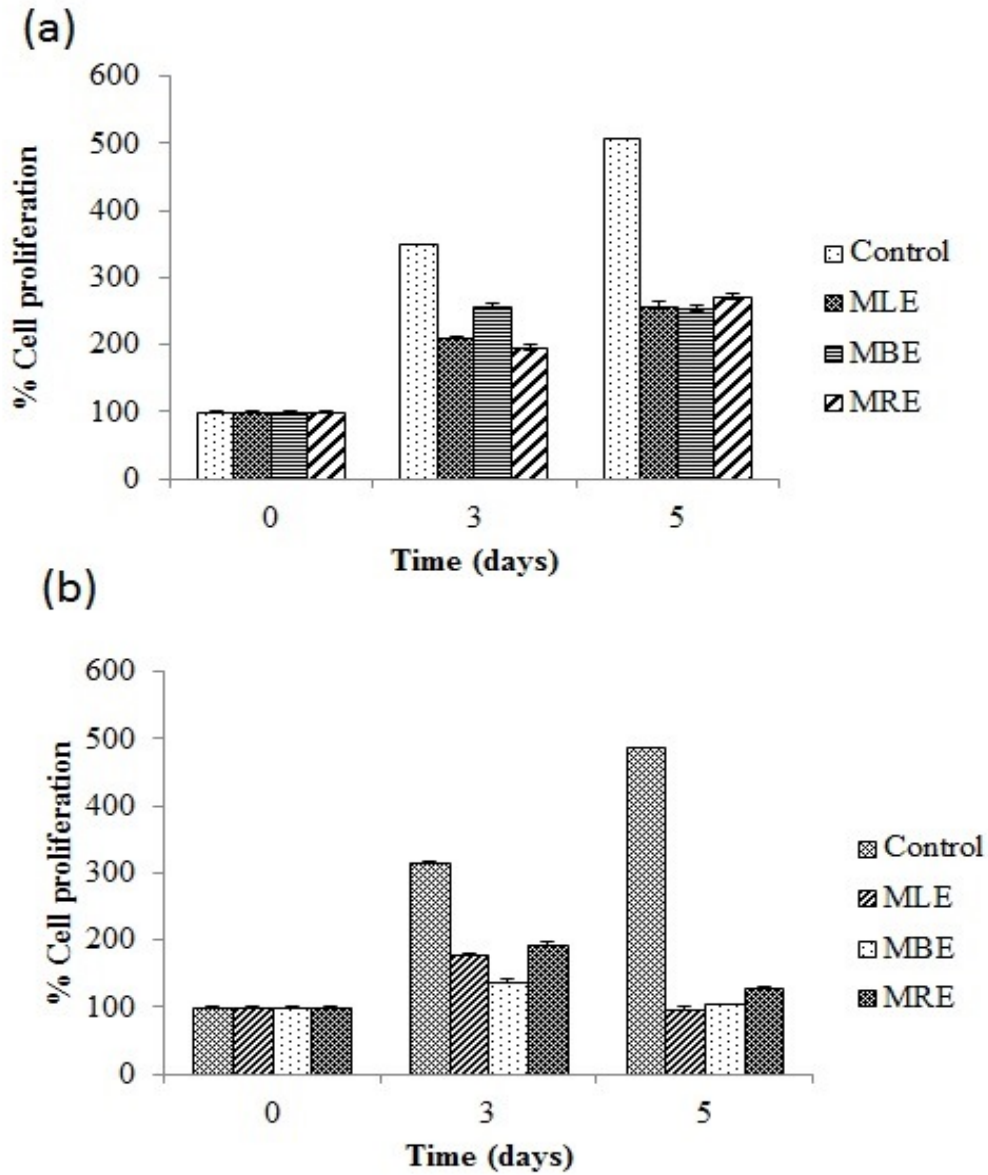 (a)
% Cell proliferation
600
500
400
300
200
100
0
0 3 5
Time (days)
Control
MLE
MBE
MRE
(b)
% Cell proliferation
600
500
400
300
200
100
0
0 3 5
Time (days)
Control
MLE
MBE
MRE